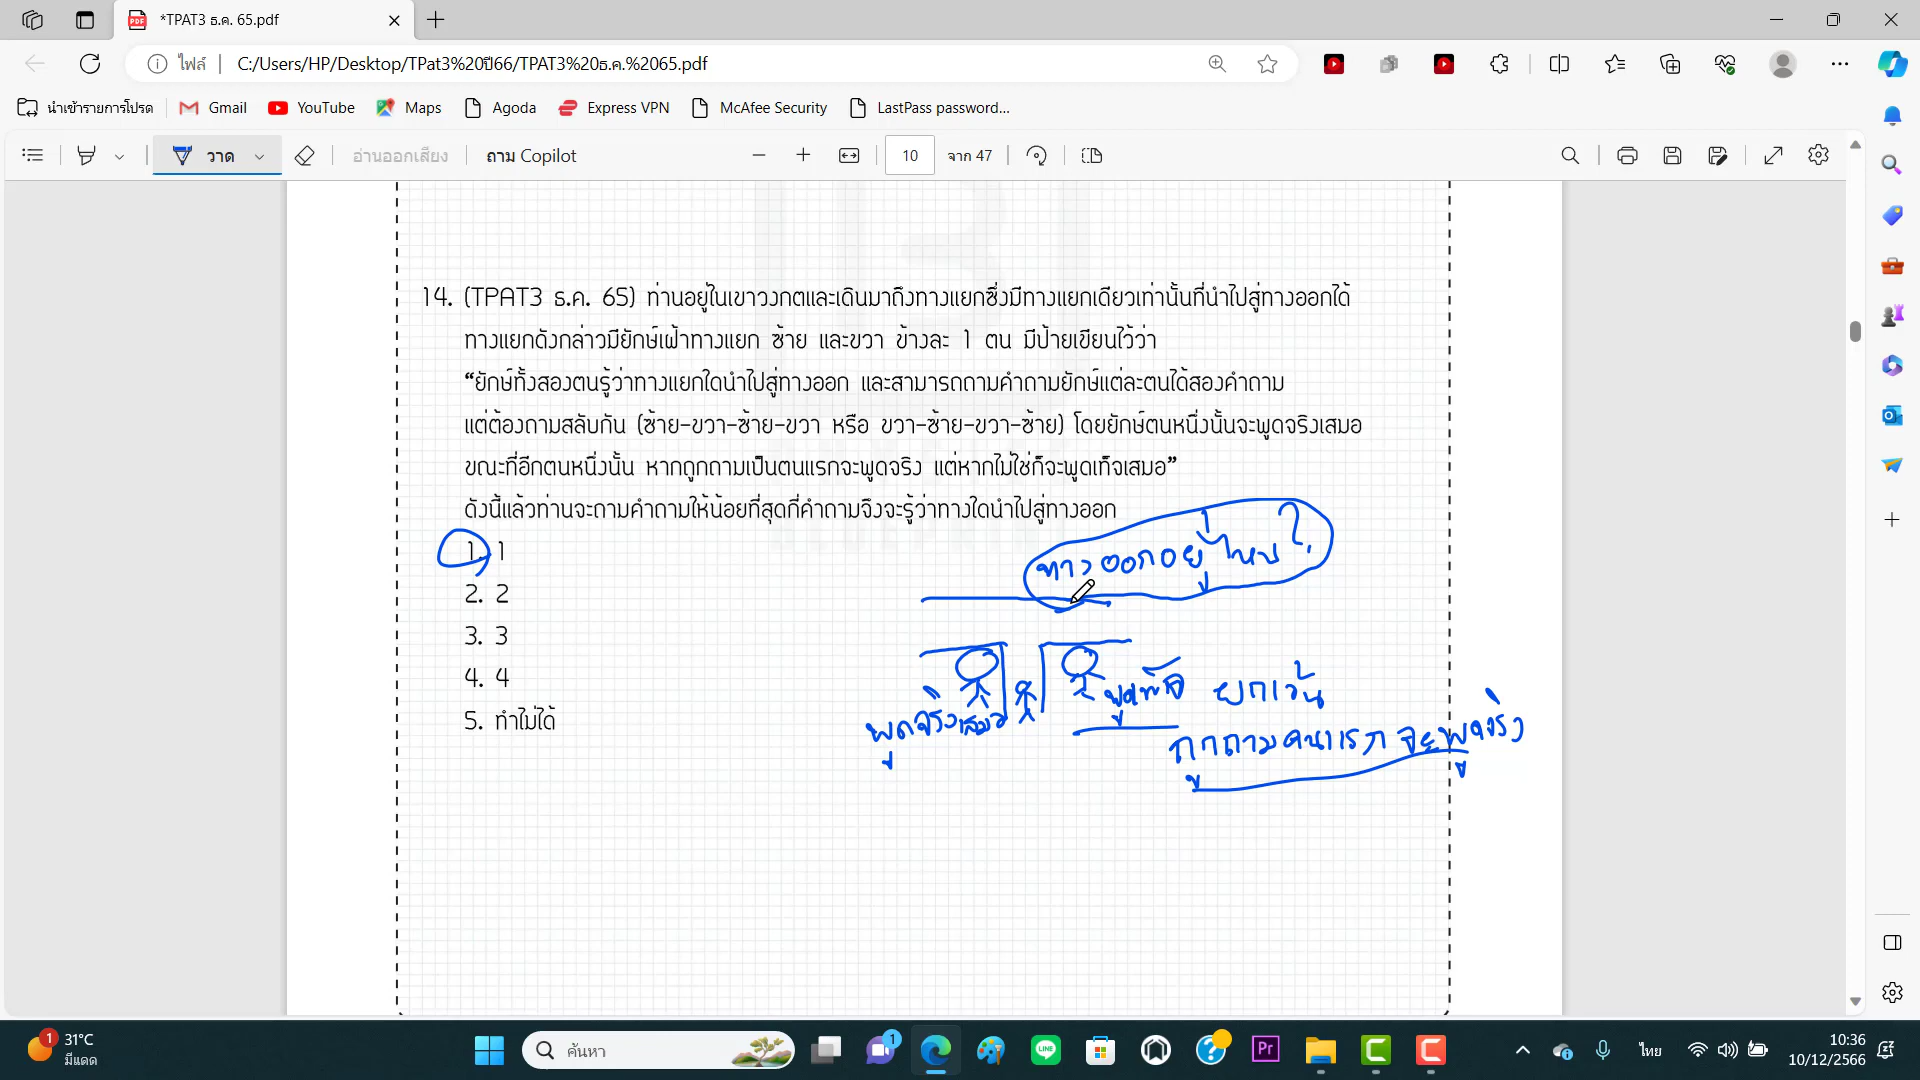 *TPAT3 ธ.ค. 65.pdf
ไฟล์ C:/Users/HP/Desktop/TPat3%20ปี66/TPAT3%20ธ.ค.%2065.pdf
นำเข้ารายการโปรด Gmail YouTube Maps Agoda Express VPN McAfee Security LastPass password...
วาด อ่านออกเสียง ถาม Copilot 10 จาก 47
14. (TPAT3 ธ.ค. 65) ท่านอยู่ในเขาวงกตและเดินมาถึงทางแยกซึ่งมีทางแยกเดียวเท่านั้นที่นำไปสู่ทางออกได้
ทางแยกดังกล่าวมียักษ์เฝ้าทางแยก ซ้าย และขวา ข้างละ 1 ตน มีป้ายเขียนไว้ว่า
“ยักษ์ทั้งสองตนรู้ว่าทางแยกใดนำไปสู่ทางออก และสามารถถามคำถามยักษ์แต่ละตนได้สองคำถาม
แต่ต้องถามสลับกัน (ซ้าย-ขวา-ซ้าย-ขวา หรือ ขวา-ซ้าย-ขวา-ซ้าย) โดยยักษ์ตนหนึ่งนั้นจะพูดจริงเสมอ
ขณะที่อีกตนหนึ่งนั้น หากถูกถามเป็นตนแรกจะพูดจริง แต่หากไม่ใช่ก็จะพูดเท็จเสมอ”
ดังนี้แล้วท่านจะถามคำถามให้น้อยที่สุดกี่คำถามจึงจะรู้ว่าทางใดนำไปสู่ทางออก
1. 1
ทางออกอยู่ไหน ?
2. 2
3. 3
4. 4
พูดเท็จ ยกเว้น
5. ทำไม่ได้
พูดจริงเสมอ
ถูกถามคนแรก จะพูดจริง
1 31°C
มีแดด
ค้นหา
1
ไทย
10:36
10/12/2566